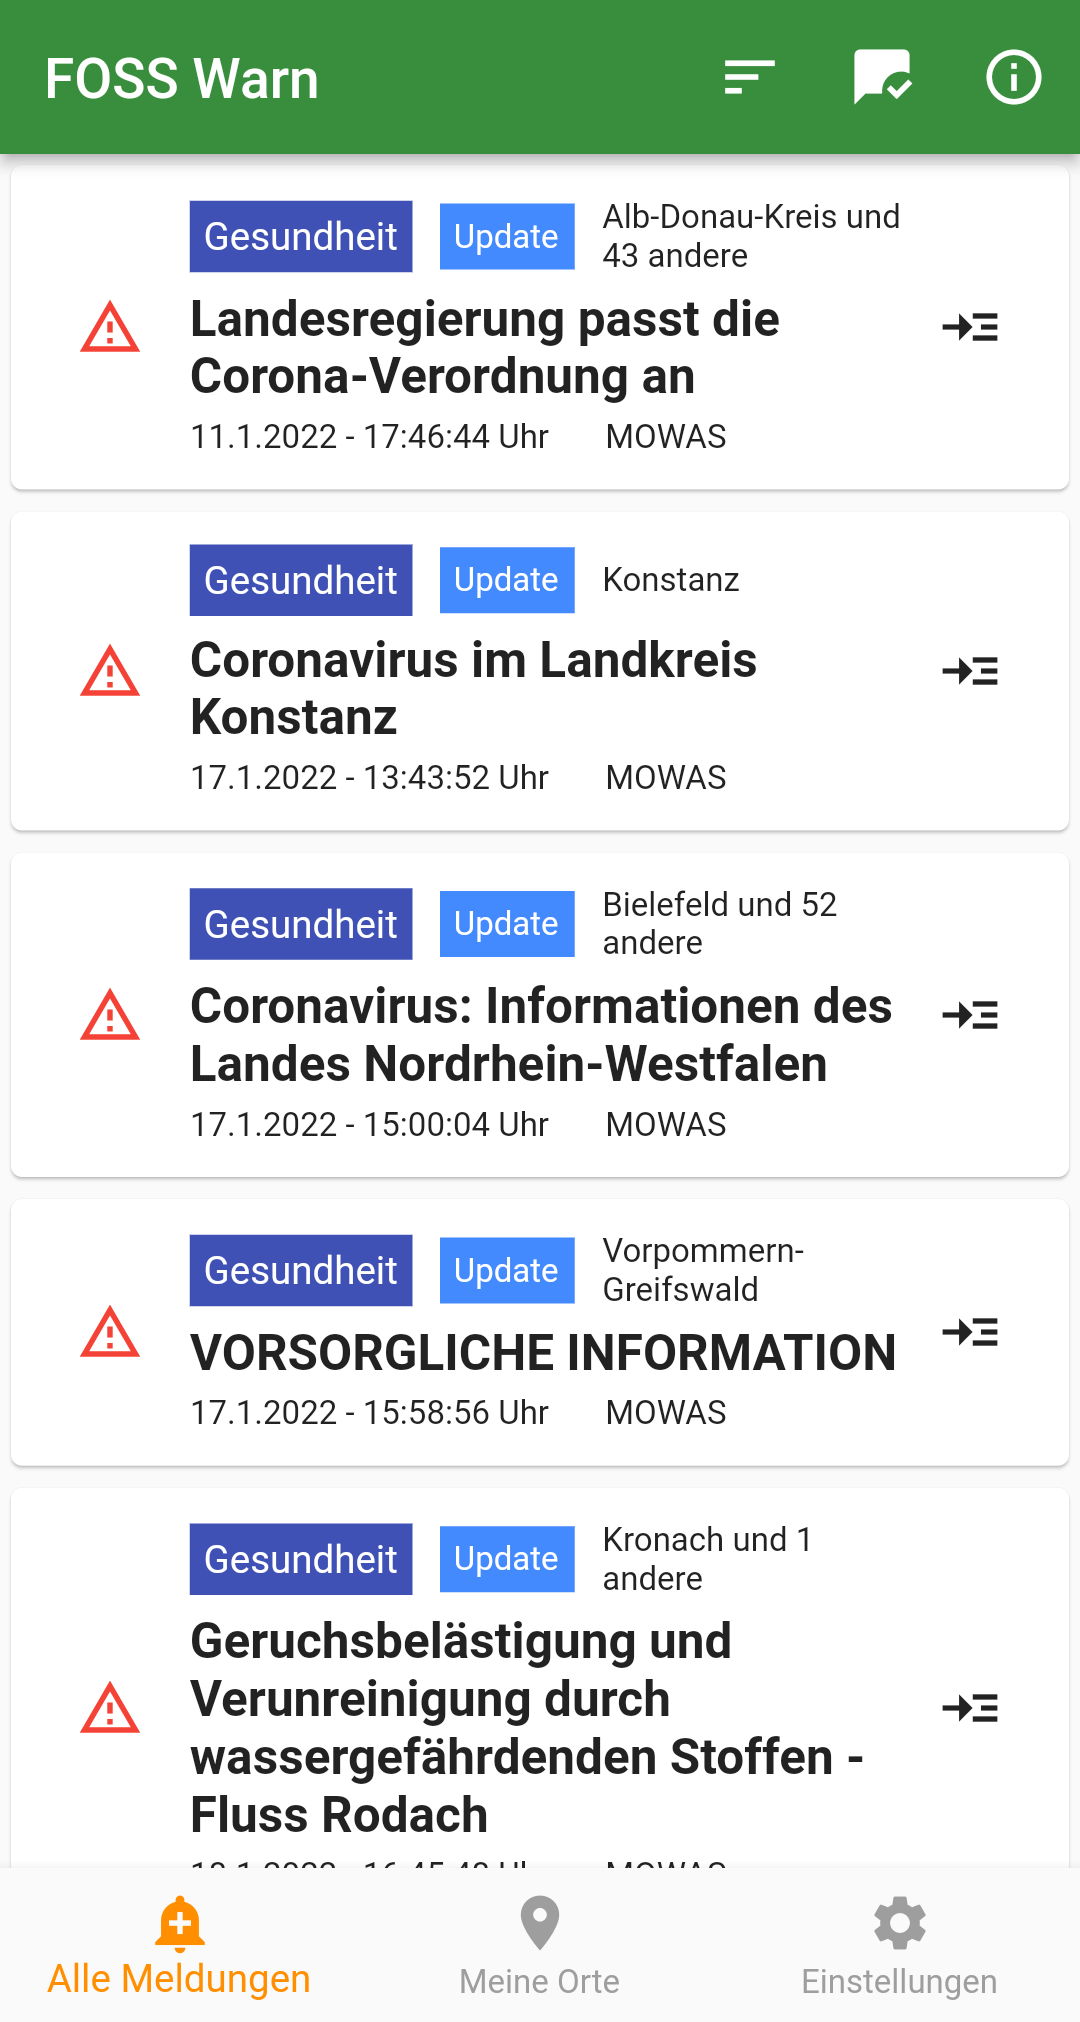 FOSS Warn
Gesundheit Update Alb-Donau-Kreis und
43 andere
Landesregierung passt die
Corona-Verordnung an
11.1.2022 - 17:46:44 Uhr MOWAS
Gesundheit Update Konstanz
Coronavirus im Landkreis
Konstanz
17.1.2022 - 13:43:52 Uhr MOWAS
Gesundheit Update Bielefeld und 52
andere
Coronavirus: Informationen des
Landes Nordrhein-Westfalen
17.1.2022 - 15:00:04 Uhr MOWAS
Gesundheit Update Vorpommern-
Greifswald
VORSORGLICHE INFORMATION
17.1.2022 - 15:58:56 Uhr MOWAS
Gesundheit Update Kronach und 1
andere
Geruchsbelästigung und
Verunreinigung durch
wassergefährdenden Stoffen -
Fluss Rodach
MOWAS
Alle Meldungen
Meine Orte
Einstellungen